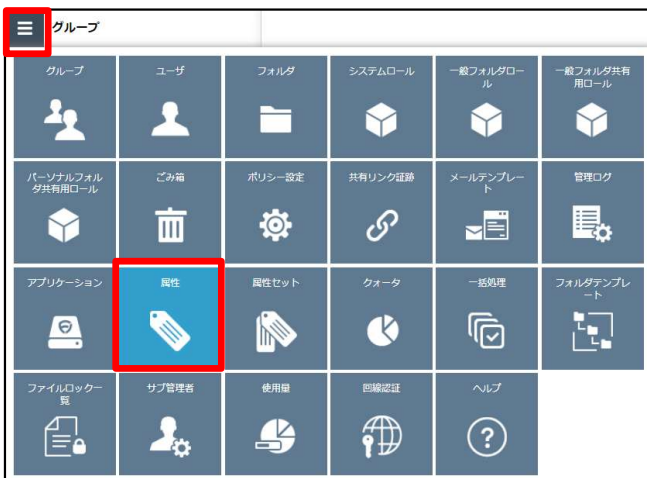 グループ
グループ
ユーザ
フォルダ
システムロール
一般フォルダロー
ル
一般フォルダ共有
用ロール
パーソナルフォル
ダ共有用ロール
ごみ箱
ポリシー設定
共有リンク証跡
メールテンプレー
ト
管理ログ
アプリケーション
属性
属性セット
クォータ
一括処理
フォルダテンプレ
ート
ファイルロック一
覧
サブ管理者
使用量
回線認証
ヘルプ
?